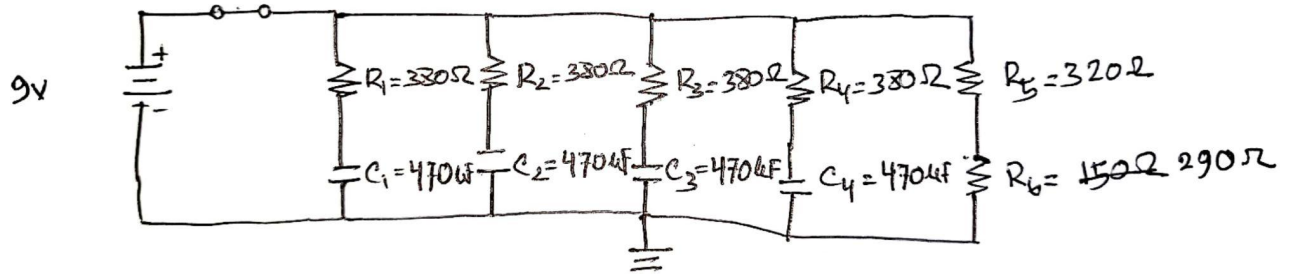 9v
+
-
R1=330Ω
R2=330Ω
R3=380Ω
R4=330Ω
R5=320Ω
C1=470uF
C2=470uF
C3=470uF
C4=470uF
R6= 150Ω 290Ω